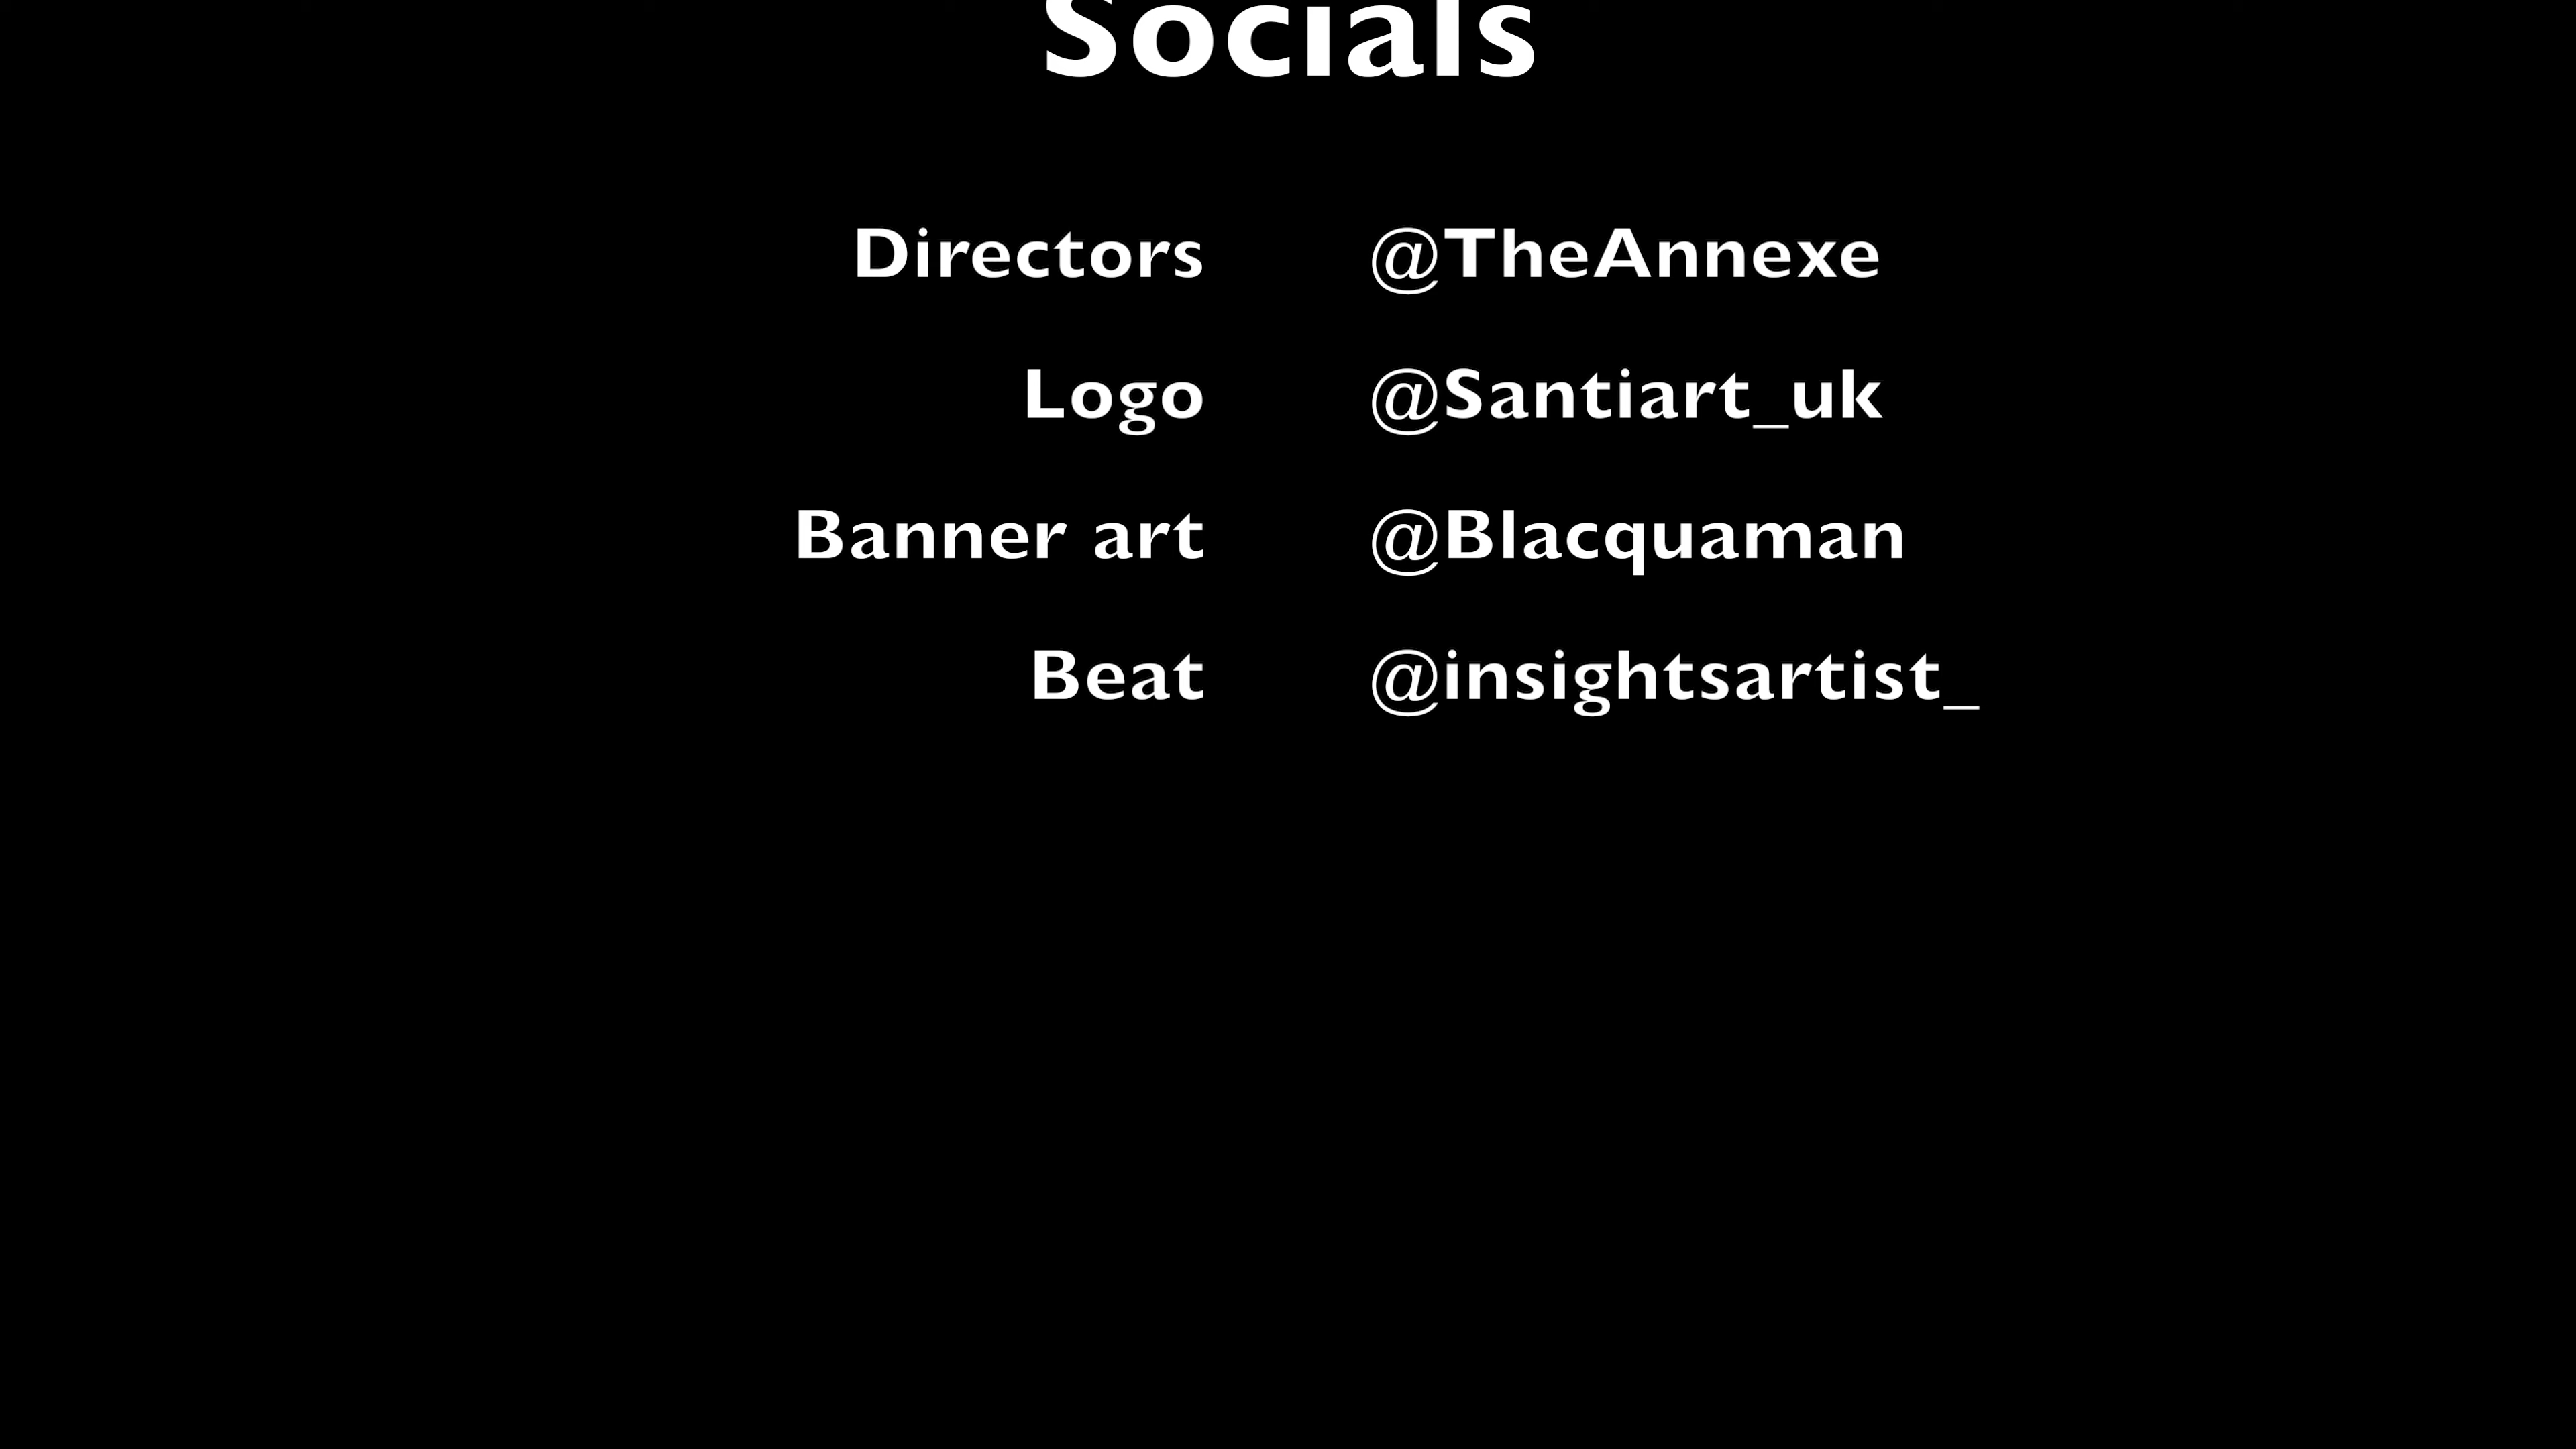 Socials
Directors @TheAnnexe
Logo @Santiart_uk
Banner art @Blacquaman
Beat @insightsartist_